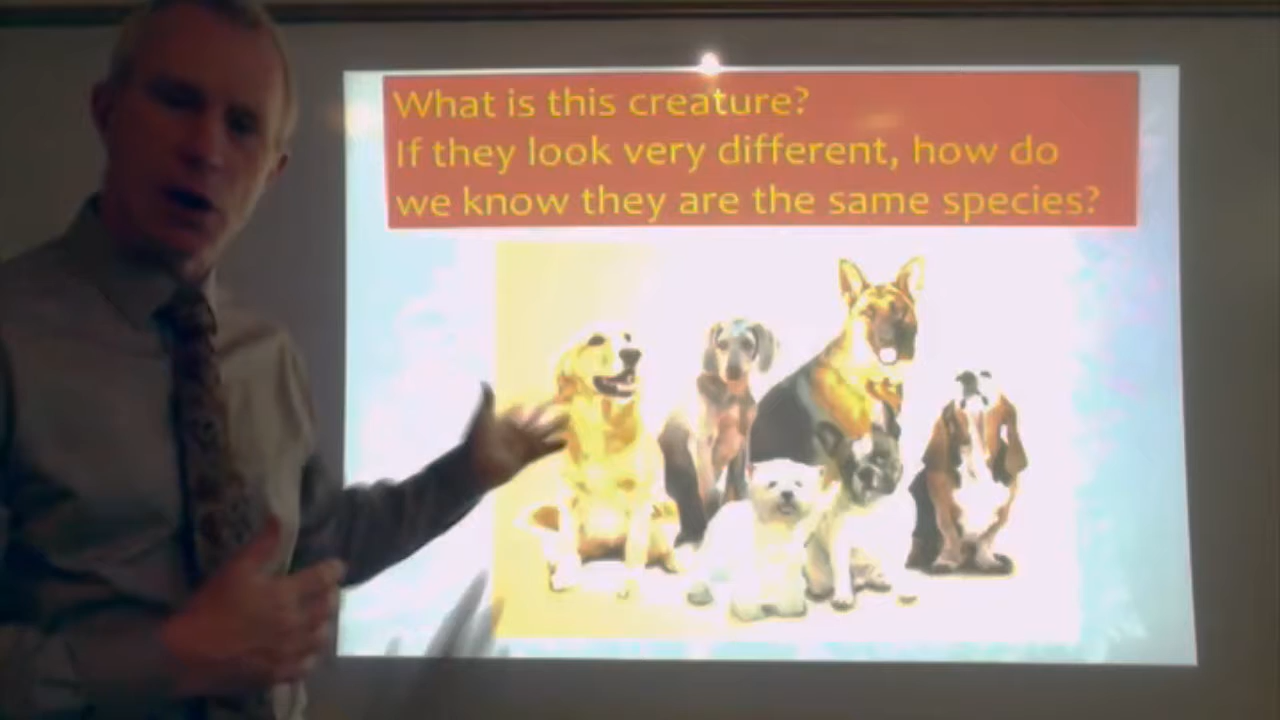 What is this creature?
If they look very different, how do
we know they are the same species?